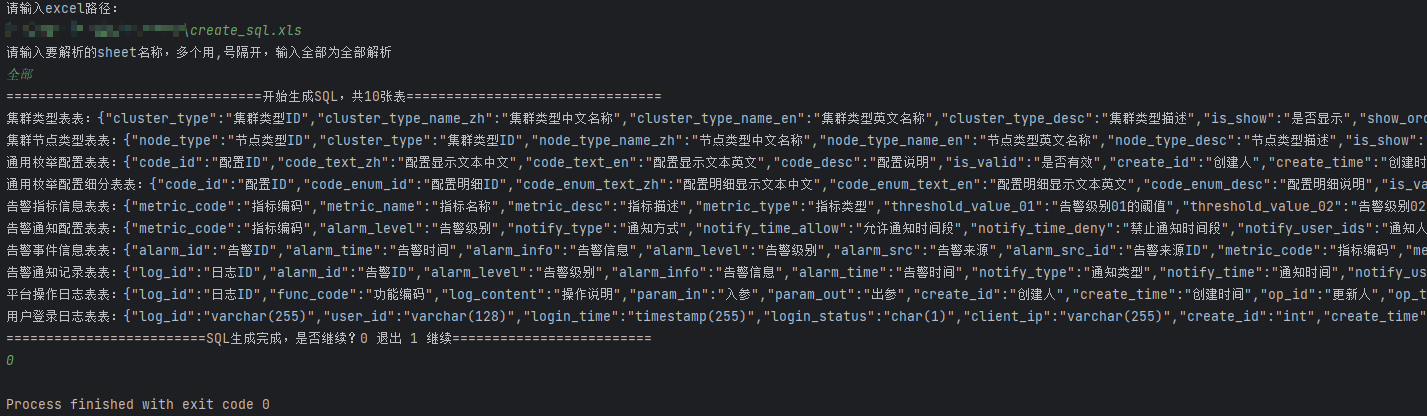 请输入excel路径：
\create_sql.xls
请输入要解析的sheet名称，多个用,号隔开，输入全部为全部解析
全部
================================开始生成SQL，共10张表================================
集群类型表表：{"cluster_type":"集群类型ID","cluster_type_name_zh":"集群类型中文名称","cluster_type_name_en":"集群类型英文名称","cluster_type_desc":"集群类型描述","is_show":"是否显示","show_ord
集群节点类型表表：{"node_type":"节点类型ID","cluster_type":"集群类型ID","node_type_name_zh":"节点类型中文名称","node_type_name_en":"节点类型英文名称","node_type_desc":"节点类型描述","is_show":
通用枚举配置表表：{"code_id":"配置ID","code_text_zh":"配置显示文本中文","code_text_en":"配置显示文本英文","code_desc":"配置说明","is_valid":"是否有效","create_id":"创建人","create_time":"创建时
通用枚举配置细分表表：{"code_id":"配置ID","code_enum_id":"配置明细ID","code_enum_text_zh":"配置明细显示文本中文","code_enum_text_en":"配置明细显示文本英文","code_enum_desc":"配置明细说明","is_va
告警指标信息表表：{"metric_code":"指标编码","metric_name":"指标名称","metric_desc":"指标描述","metric_type":"指标类型","threshold_value_01":"告警级别01的阈值","threshold_value_02":"告警级别02
告警通知配置表表：{"metric_code":"指标编码","alarm_level":"告警级别","notify_type":"通知方式","notify_time_allow":"允许通知时间段","notify_time_deny":"禁止通知时间段","notify_user_ids":"通知人
告警事件信息表表：{"alarm_id":"告警ID","alarm_time":"告警时间","alarm_info":"告警信息","alarm_level":"告警级别","alarm_src":"告警来源","alarm_src_id":"告警来源ID","metric_code":"指标编码","me
告警通知记录表表：{"log_id":"日志ID","alarm_id":"告警ID","alarm_level":"告警级别","alarm_info":"告警信息","alarm_time":"告警时间","notify_type":"通知类型","notify_time":"通知时间","notify_us
平台操作日志表表：{"log_id":"日志ID","func_code":"功能编码","log_content":"操作说明","param_in":"入参","param_out":"出参","create_id":"创建人","create_time":"创建时间","op_id":"更新人","op_t
用户登录日志表表：{"log_id":"varchar(255)","user_id":"varchar(128)","login_time":"timestamp(255)","login_status":"char(1)","client_ip":"varchar(255)","create_id":"int","create_time"
=========================SQL生成完成，是否继续？0 退出 1 继续=========================
0
Process finished with exit code 0